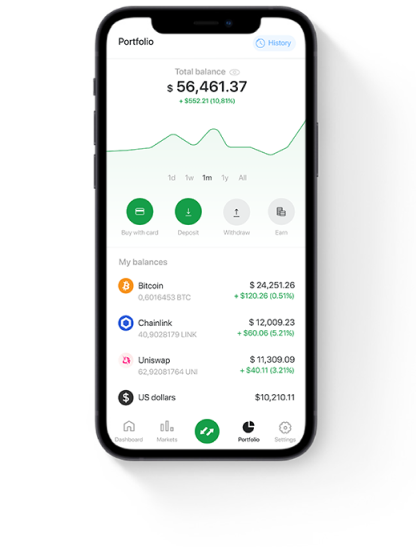 Portfolio
History
Total balance
$ 56,461.37
+ $552.21 (10,81%)
1d 1w 1m 1y All
Buy with card Deposit Withdraw Earn
My balances
Bitcoin $ 24,251.26
0,6016453 BTC + $120.26 (0.51%)
Chainlink $ 12,009.23
40,9028179 LINK + $60.06 (5.21%)
Uniswap $ 11,309.09
62,92081764 UNI + $40.11 (3.21%)
US dollars $10,210.11
Dashboard Markets Portfolio Settings